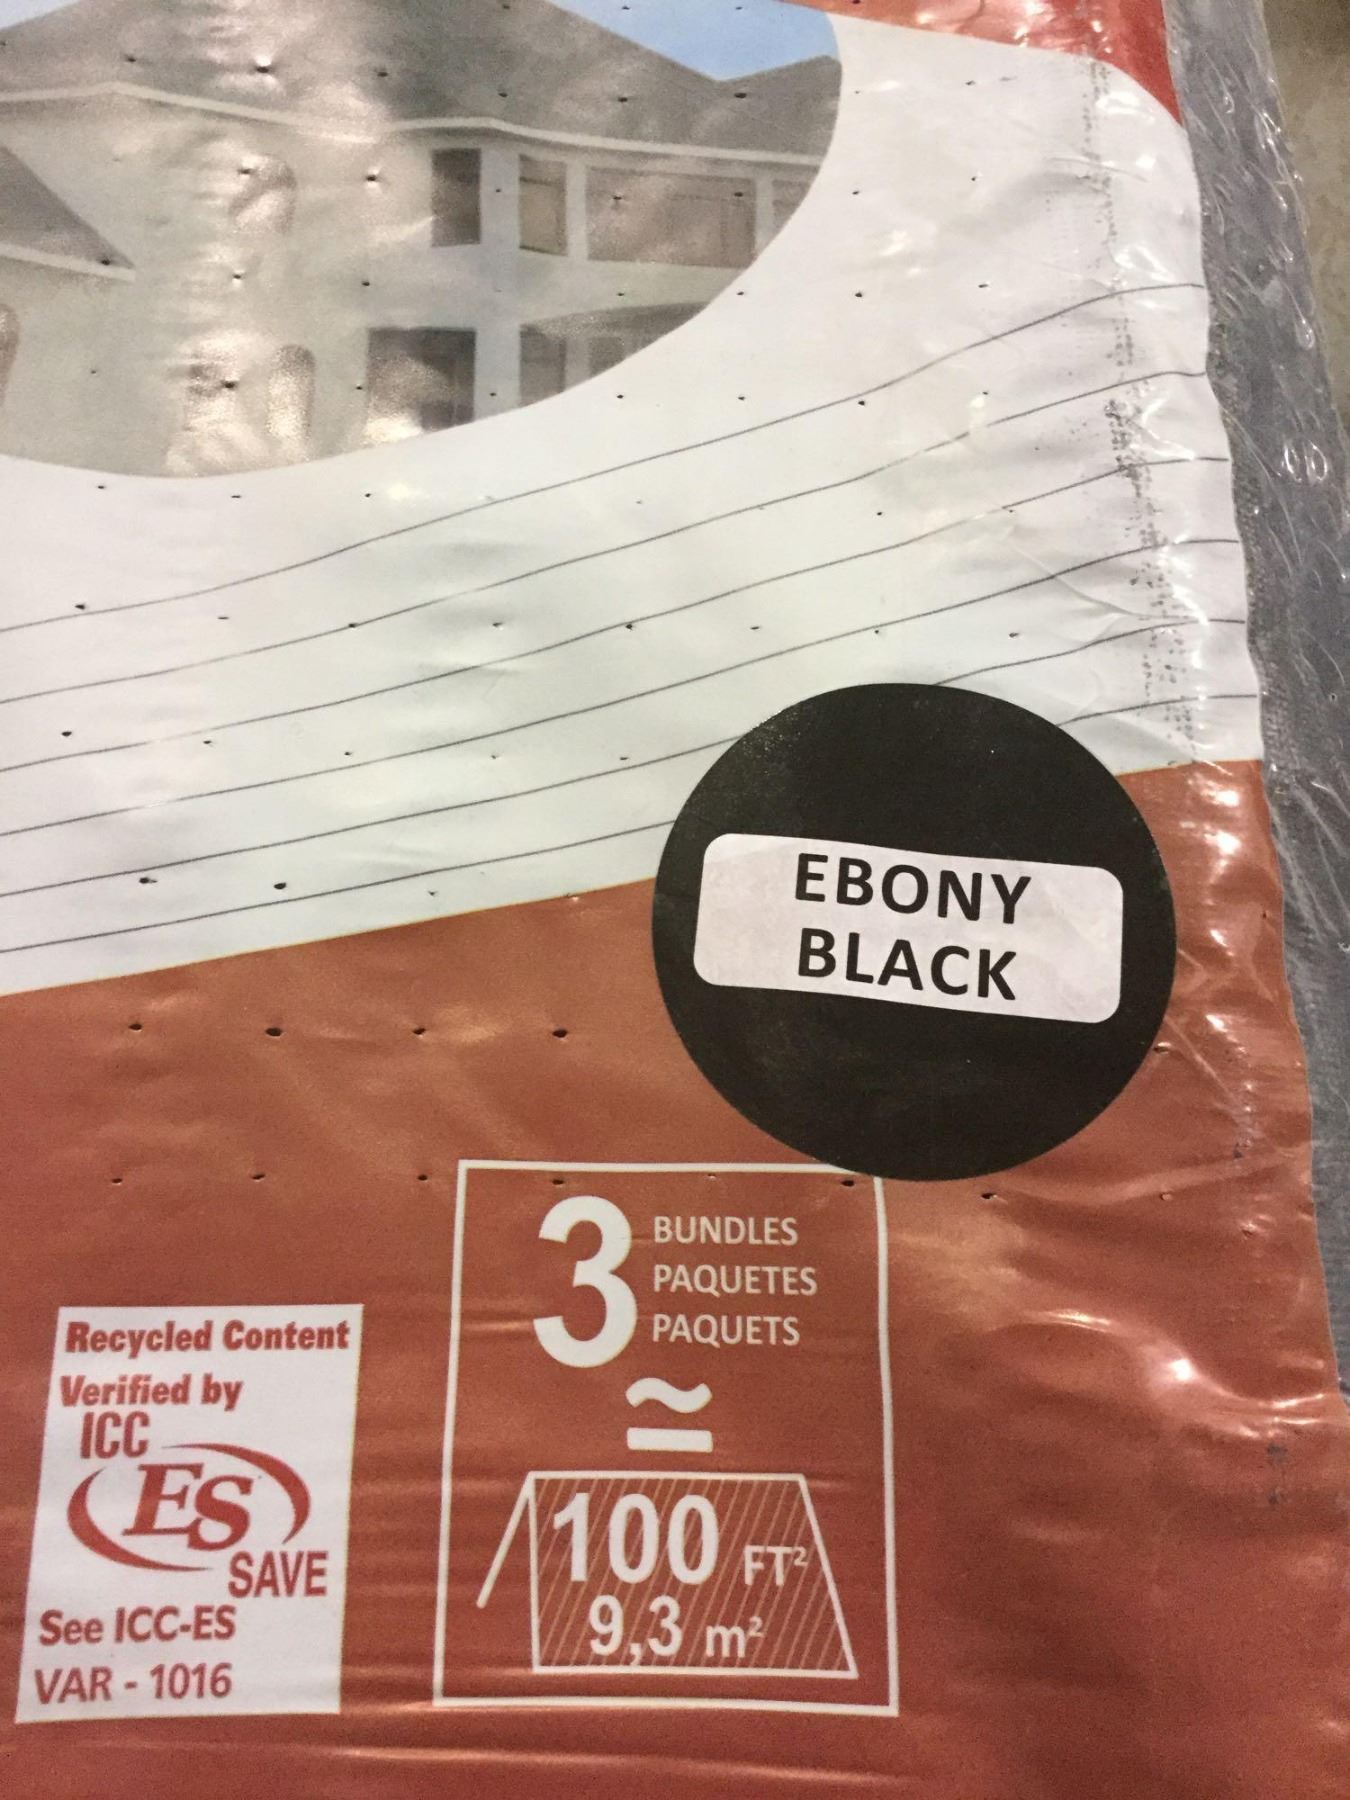 EBONY
BLACK
3 BUNDLES
PAQUETES
PAQUETS
≅
100 FT²
9,3 m²
Recycled Content
Verified by
ICC
ES
SAVE
See ICC-ES
VAR - 1016